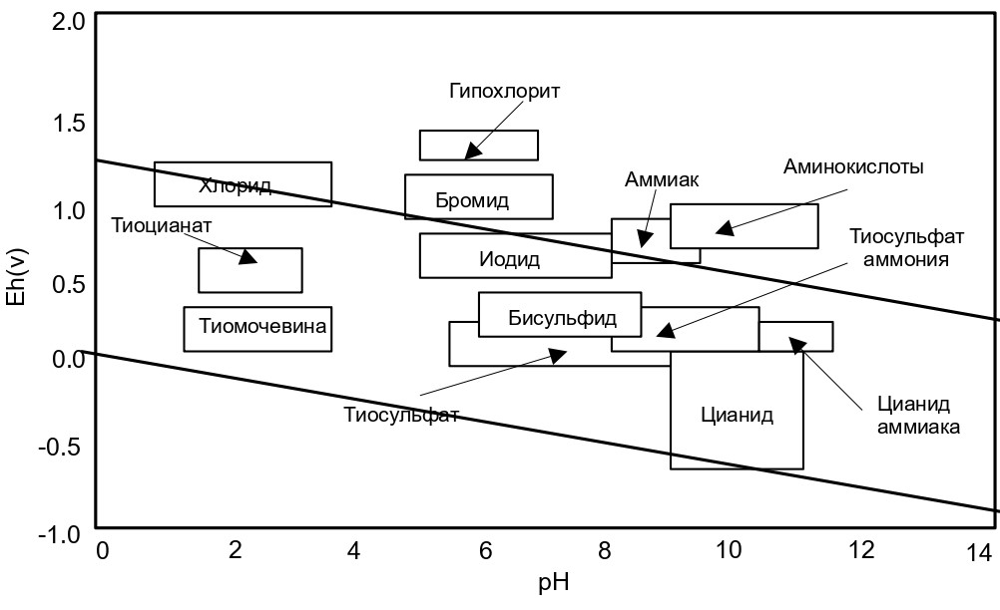 2.0
Гипохлорит
1.5
Аминокислоты
Аммиак
Хлорид
Бромид
1.0
Тиоцианат
Тиосульфат
аммония
Иодид
Eh(v)
0.5
Бисульфид
Тиомочевина
0.0
Тиосульфат
Цианид
Цианид
аммиака
-0.5
-1.0
0 2 4 6 8 10 12 14
pH